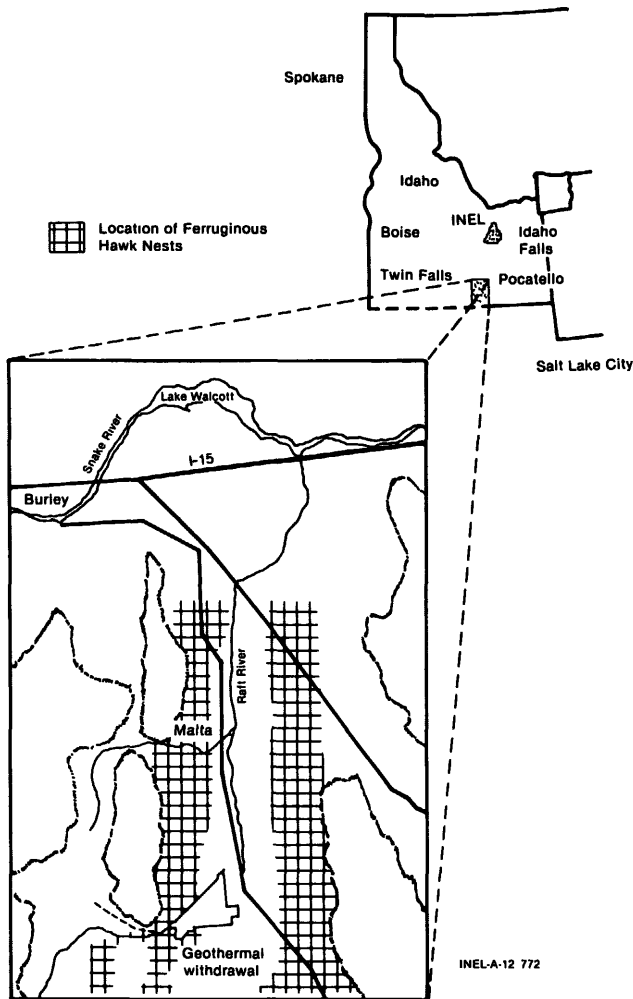 Spokane
Idaho
Location of Ferruginous
Hawk Nests
INEL
Boise
Idaho
Falls
Twin Falls
Pocatello
Salt Lake City
Lake Walcott
Snake River
I-15
Burley
Raft River
Malta
Geothermal
withdrawal
INEL-A-12 772